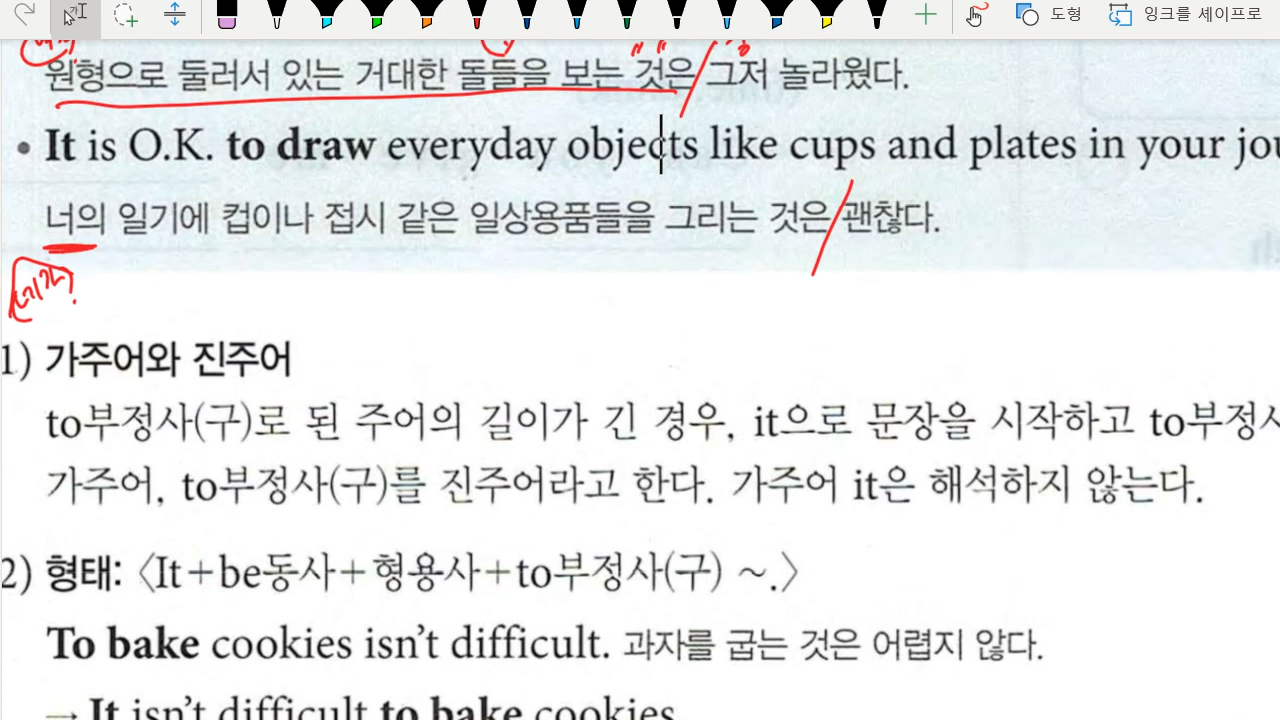 도형
잉크를 셰이프로
원형으로 둘러서 있는 거대한 돌들을 보는 것은 그저 놀라웠다.
• It is O.K. to draw everyday objects like cups and plates in your jou
너의 일기에 컵이나 접시 같은 일상용품들을 그리는 것은 괜찮다.
네가?
1) 가주어와 진주어
to부정사(구)로 된 주어의 길이가 긴 경우, it으로 문장을 시작하고 to부정사
가주어, to부정사(구)를 진주어라고 한다. 가주어 it은 해석하지 않는다.
2) 형태: 〈It+be동사+형용사+to부정사(구) ~.〉
To bake cookies isn't difficult. 과자를 굽는 것은 어렵지 않다.
→ It isn't difficult to bake cookies.